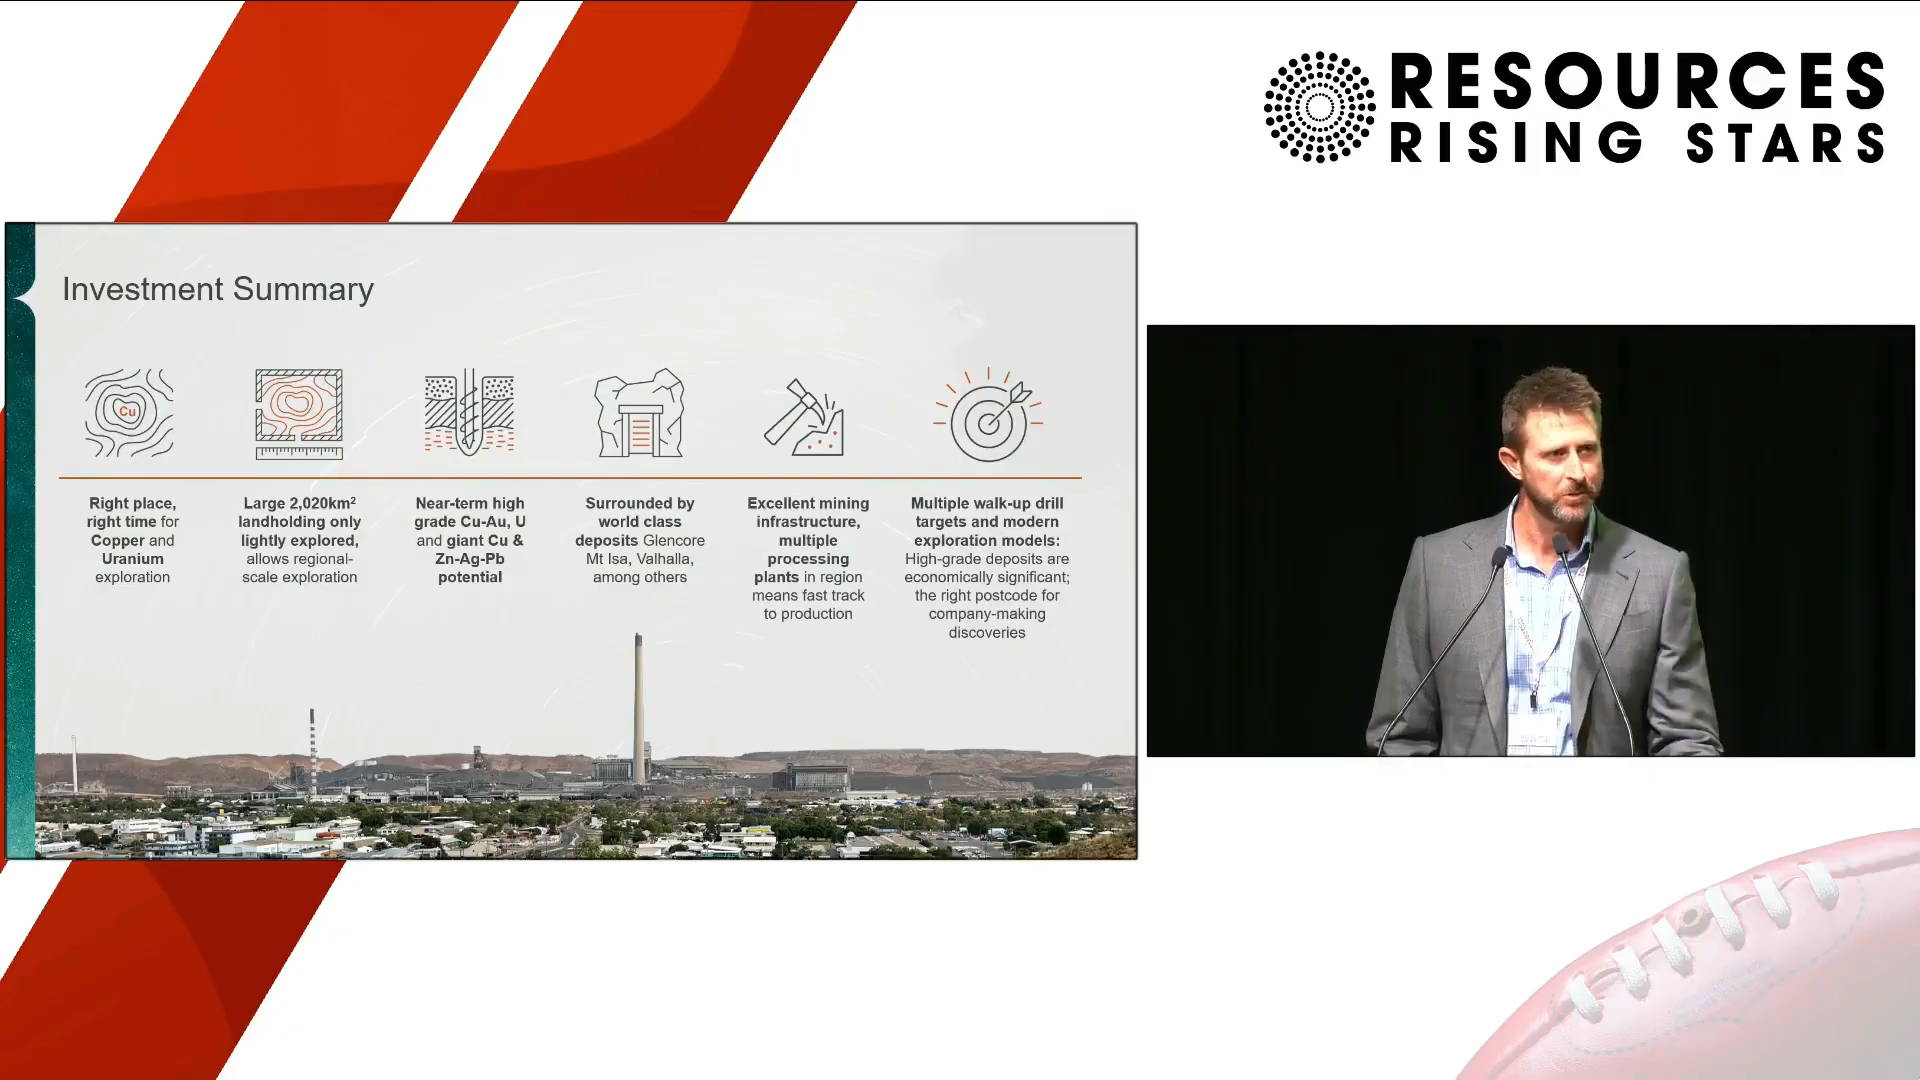 RESOURCES
RISING STARS
Investment Summary
Cu
Right place,
right time for
Copper and
Uranium
exploration
Large 2,020km²
landholding only
lightly explored,
allows regional-
scale exploration
Near-term high
grade Cu-Au, U
and giant Cu &
Zn-Ag-Pb
potential
Surrounded by
world class
deposits Glencore
Mt Isa, Valhalla,
among others
Excellent mining
infrastructure,
multiple
processing
plants in region
means fast track
to production
Multiple walk-up drill
targets and modern
exploration models:
High-grade deposits are
economically significant;
the right postcode for
company-making
discoveries